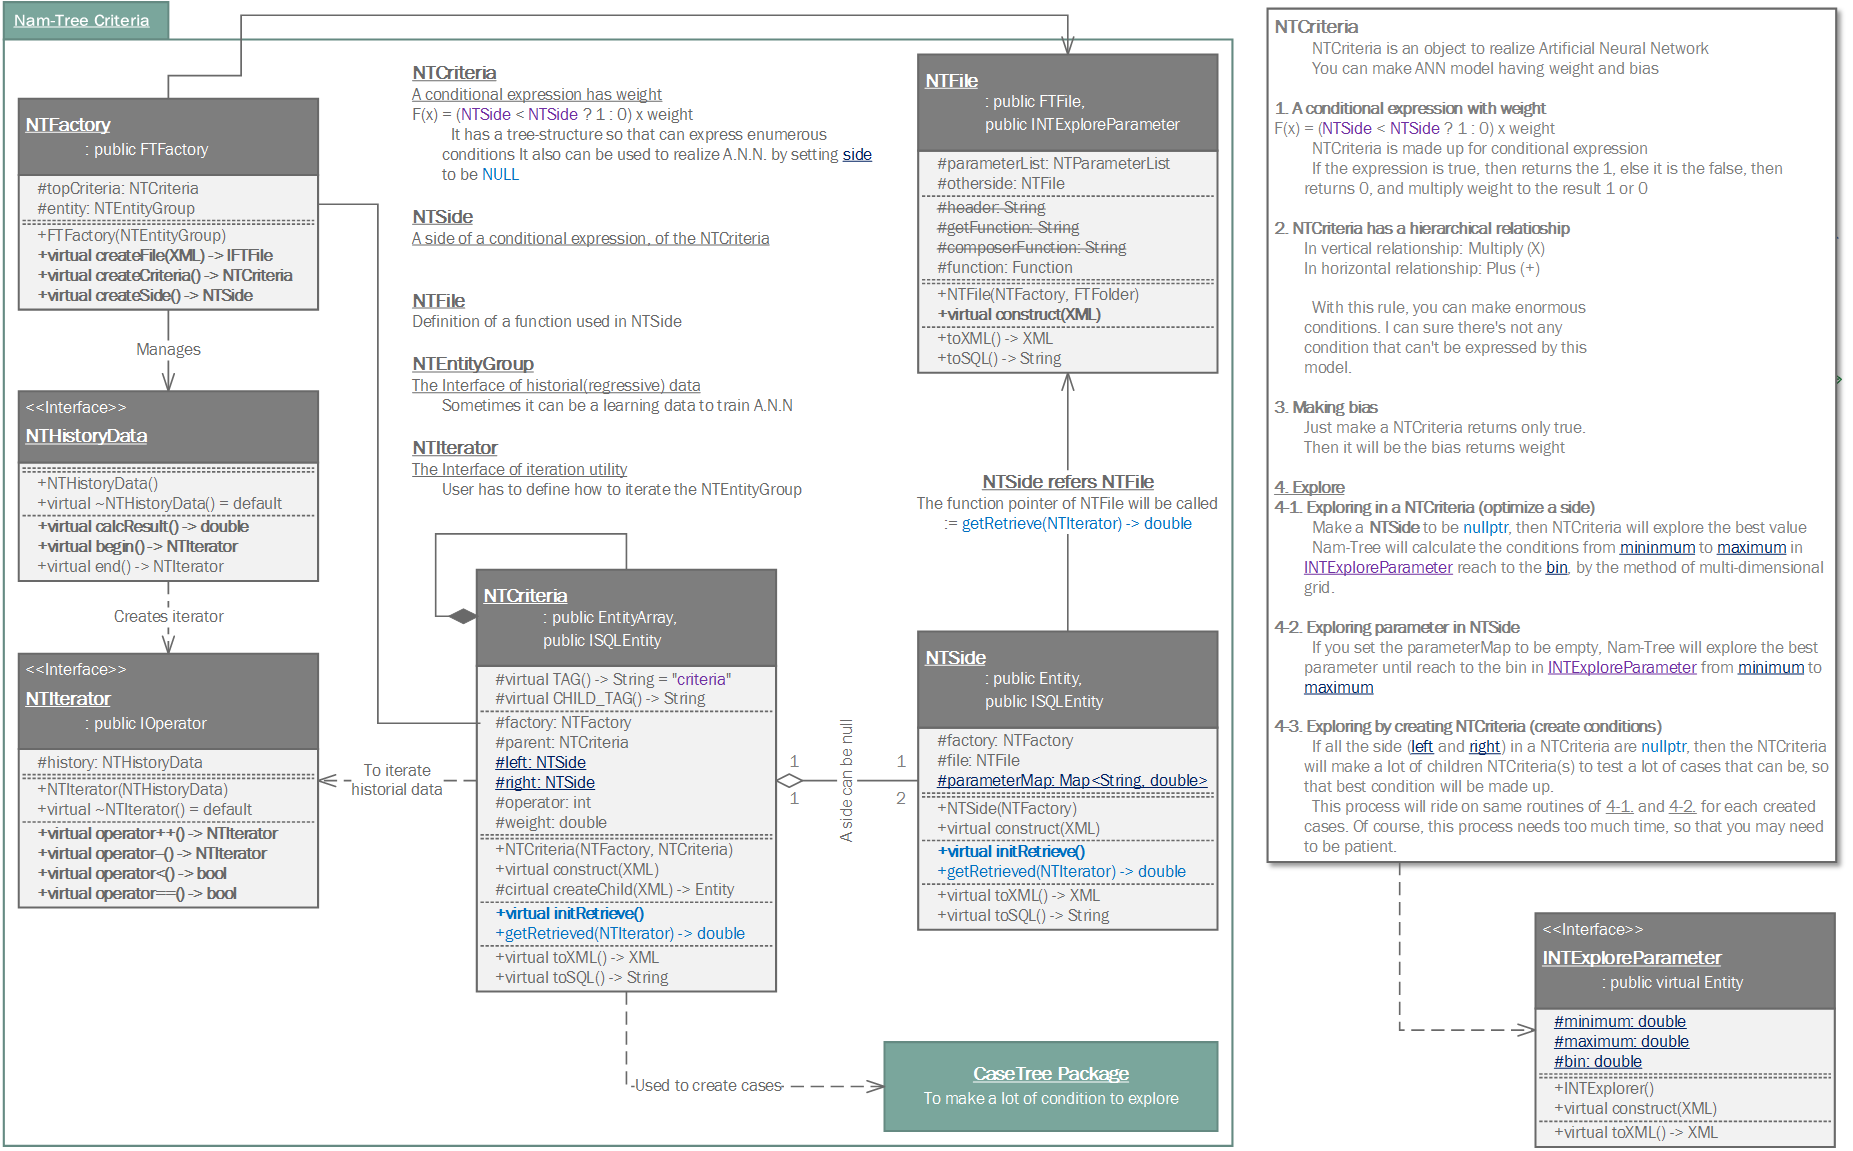 Nam-Tree Criteria
NTFactory
: public FTFactory
#topCriteria: NTCriteria
#entity: NTEntityGroup
+FTFactory(NTEntityGroup)
+virtual createFile(XML) -> IFTFile
+virtual createCriteria() -> NTCriteria
+virtual createSide() -> NTSide
Manages
<<Interface>>
NTHistoryData
+NTHistoryData()
+virtual ~NTHistoryData() = default
+virtual calcResult() -> double
+virtual begin() -> NTIterator
+virtual end() -> NTIterator
Creates iterator
<<Interface>>
NTIterator
: public IOperator
#history: NTHistoryData
+NTIterator(NTHistoryData)
+virtual ~NTIterator() = default
+virtual operator++() -> NTIterator
+virtual operator--() -> NTIterator
+virtual operator<() -> bool
+virtual operator==() -> bool
NTCriteria
A conditional expression has weight
F(x) = (NTSide < NTSide ? 1 : 0) x weight
It has a tree-structure so that can express enumerous
conditions It also can be used to realize A.N.N. by setting side
to be NULL
NTSide
A side of a conditional expression, of the NTCriteria
NTFile
Definition of a function used in NTSide
NTEntityGroup
The Interface of historial(regressive) data
Sometimes it can be a learning data to train A.N.N
NTIterator
The Interface of iteration utility
User has to define how to iterate the NTEntityGroup
NTCriteria
: public EntityArray,
public ISQLEntity
#virtual TAG() -> String = "criteria"
#virtual CHILD_TAG() -> String
#factory: NTFactory
#parent: NTCriteria
#left: NTSide
#right: NTSide
#operator: int
#weight: double
+NTCriteria(NTFactory, NTCriteria)
+virtual construct(XML)
#cirtual createChild(XML) -> Entity
+virtual initRetrieve()
+getRetrieved(NTIterator) -> double
+virtual toXML() -> XML
+virtual toSQL() -> String
To iterate
historial data
1
1
A side can be null
1
2
Used to create cases
CaseTree Package
To make a lot of condition to explore
NTFile
: public FTFile,
public INTExploreParameter
#parameterList: NTParameterList
#otherside: NTFile
#header: String
#getFunction: String
#composerFunction: String
#function: Function
+NTFile(NTFactory, FTFolder)
+virtual construct(XML)
+toXML() -> XML
+toSQL() -> String
NTSide refers NTFile
The function pointer of NTFile will be called
:= getRetrieve(NTIterator) -> double
NTSide
: public Entity,
public ISQLEntity
#factory: NTFactory
#file: NTFile
#parameterMap: Map<String, double>
+NTSide(NTFactory)
+virtual construct(XML)
+virtual initRetrieve()
+getRetrieved(NTIterator) -> double
+virtual toXML() -> XML
+virtual toSQL() -> String
NTCriteria
NTCriteria is an object to realize Artificial Neural Network
You can make ANN model having weight and bias
1. A conditional expression with weight
F(x) = (NTSide < NTSide ? 1 : 0) x weight
NTCriteria is made up for conditional expression
If the expression is true, then returns the 1, else it is the false, then
returns 0, and multiply weight to the result 1 or 0
2. NTCriteria has a hierarchical relatioship
In vertical relationship: Multiply (X)
In horizontal relationship: Plus (+)
With this rule, you can make enormous
conditions. I can sure there's not any
condition that can't be expressed by this
model.
3. Making bias
Just make a NTCriteria returns only true.
Then it will be the bias returns weight
4. Explore
4-1. Exploring in a NTCriteria (optimize a side)
Make a NTSide to be nullptr, then NTCriteria will explore the best value
Nam-Tree will calculate the conditions from mininmum to maximum in
INTExploreParameter reach to the bin, by the method of multi-dimensional
grid.
4-2. Exploring parameter in NTSide
If you set the parameterMap to be empty, Nam-Tree will explore the best
parameter until reach to the bin in INTExploreParameter from minimum to
maximum
4-3. Exploring by creating NTCriteria (create conditions)
If all the side (left and right) in a NTCriteria are nullptr, then the NTCriteria
will make a lot of children NTCriteria(s) to test a lot of cases that can be, so
that best condition will be made up.
This process will ride on same routines of 4-1. and 4-2. for each created
cases. Of course, this process needs too much time, so that you may need
to be patient.
<<Interface>>
INTExploreParameter
: public virtual Entity
#minimum: double
#maximum: double
#bin: double
+INTExplorer()
+virtual construct(XML)
+virtual toXML() -> XML